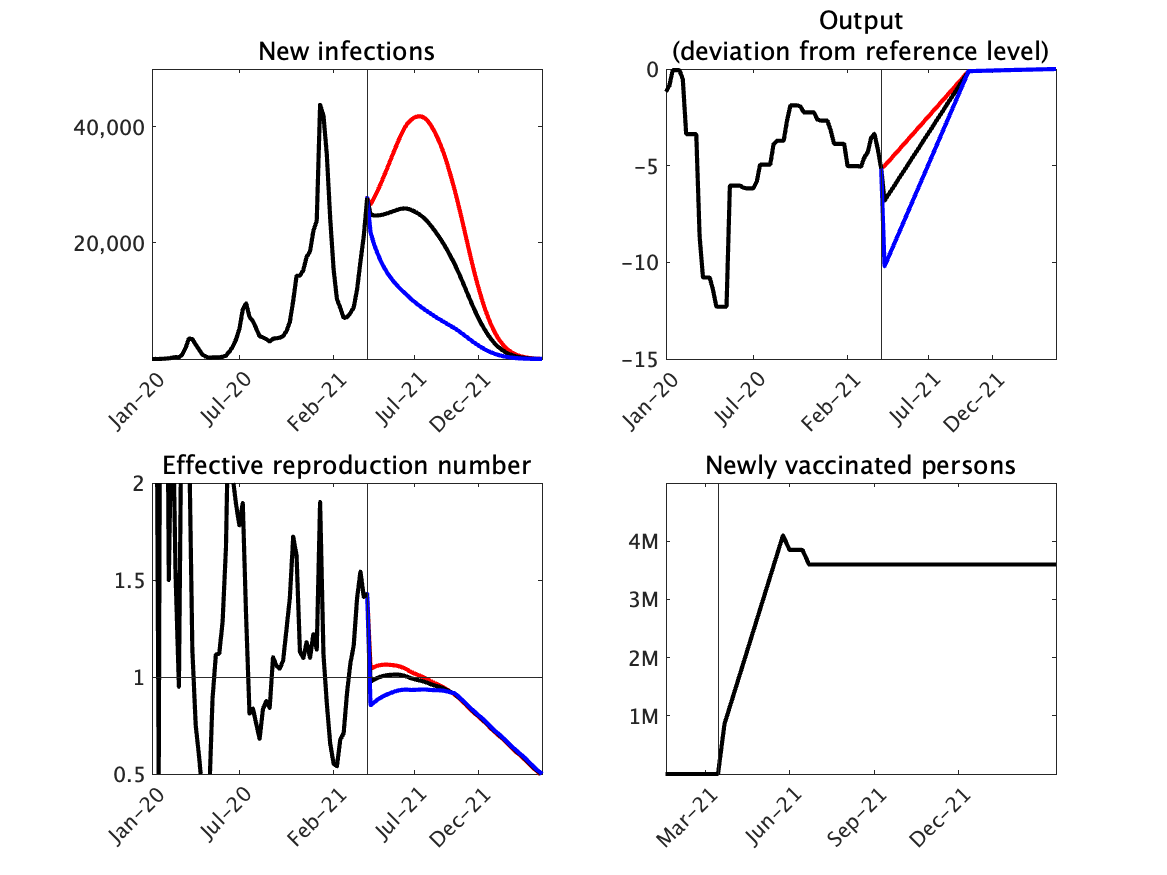 New infections
40,000
20,000
Jan-20
Jul-20
Feb-21
Jul-21
Dec-21
Output
(deviation from reference level)
0
-5
-10
-15
Jan-20
Jul-20
Feb-21
Jul-21
Dec-21
Effective reproduction number
2
1.5
1
0.5
Jan-20
Jul-20
Feb-21
Jul-21
Dec-21
Newly vaccinated persons
4M
3M
2M
1M
Mar-21
Jun-21
Sep-21
Dec-21